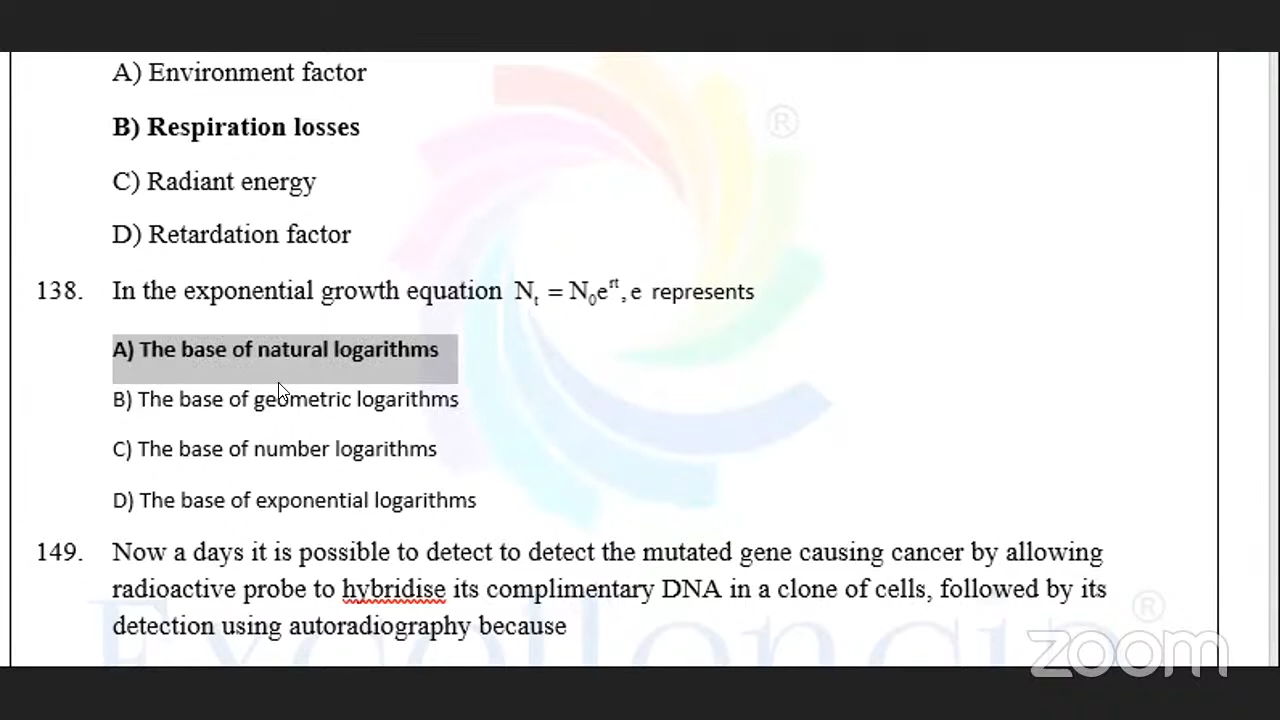 A) Environment factor
B) Respiration losses
C) Radiant energy
D) Retardation factor
138. In the exponential growth equation Nₜ = N₀eʳᵗ, e represents
A) The base of natural logarithms
B) The base of geometric logarithms
C) The base of number logarithms
D) The base of exponential logarithms
149. Now a days it is possible to detect to detect the mutated gene causing cancer by allowing
radioactive probe to hybridise its complimentary DNA in a clone of cells, followed by its
detection using autoradiography because
zoom